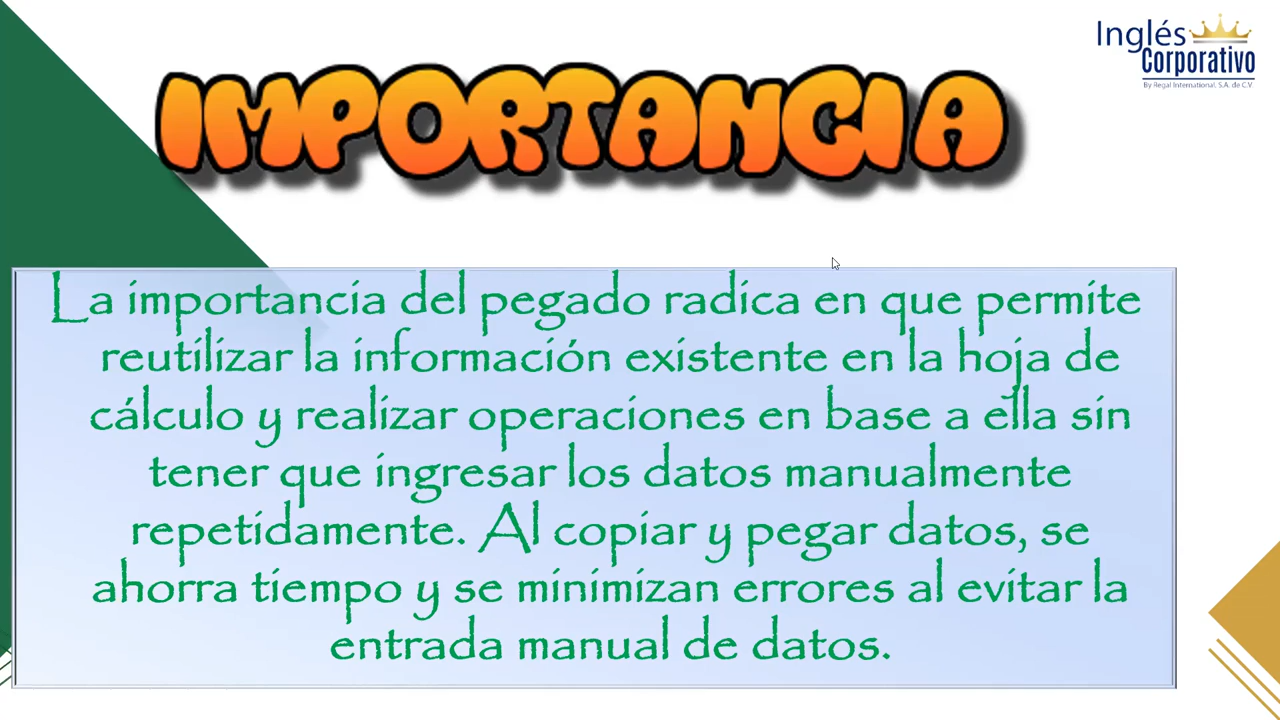 Inglés
Corporativo
By Regal International, S.A. de C.V.
IMPORTANCIA
La importancia del pegado radica en que permite
reutilizar la información existente en la hoja de
cálculo y realizar operaciones en base a ella sin
tener que ingresar los datos manualmente
repetidamente. Al copiar y pegar datos, se
ahorra tiempo y se minimizan errores al evitar la
entrada manual de datos.